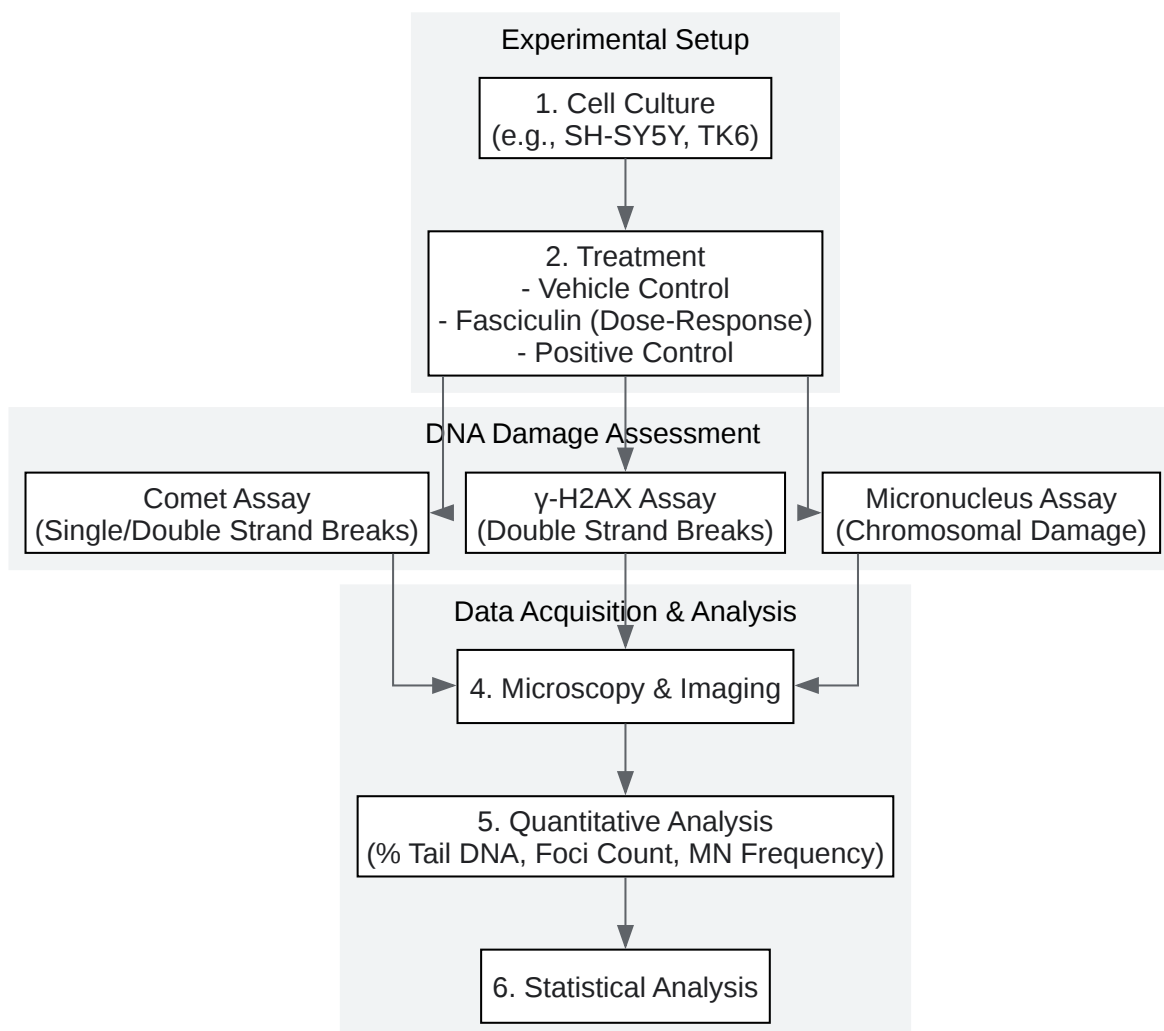 Experimental Setup
1. Cell Culture
(e.g., SH-SY5Y, TK6)
2. Treatment
- Vehicle Control
- Fasciculin (Dose-Response)
- Positive Control
DNA Damage Assessment
Comet Assay
(Single/Double Strand Breaks)
γ-H2AX Assay
(Double Strand Breaks)
Micronucleus Assay
(Chromosomal Damage)
Data Acquisition & Analysis
4. Microscopy & Imaging
5. Quantitative Analysis
(% Tail DNA, Foci Count, MN Frequency)
6. Statistical Analysis